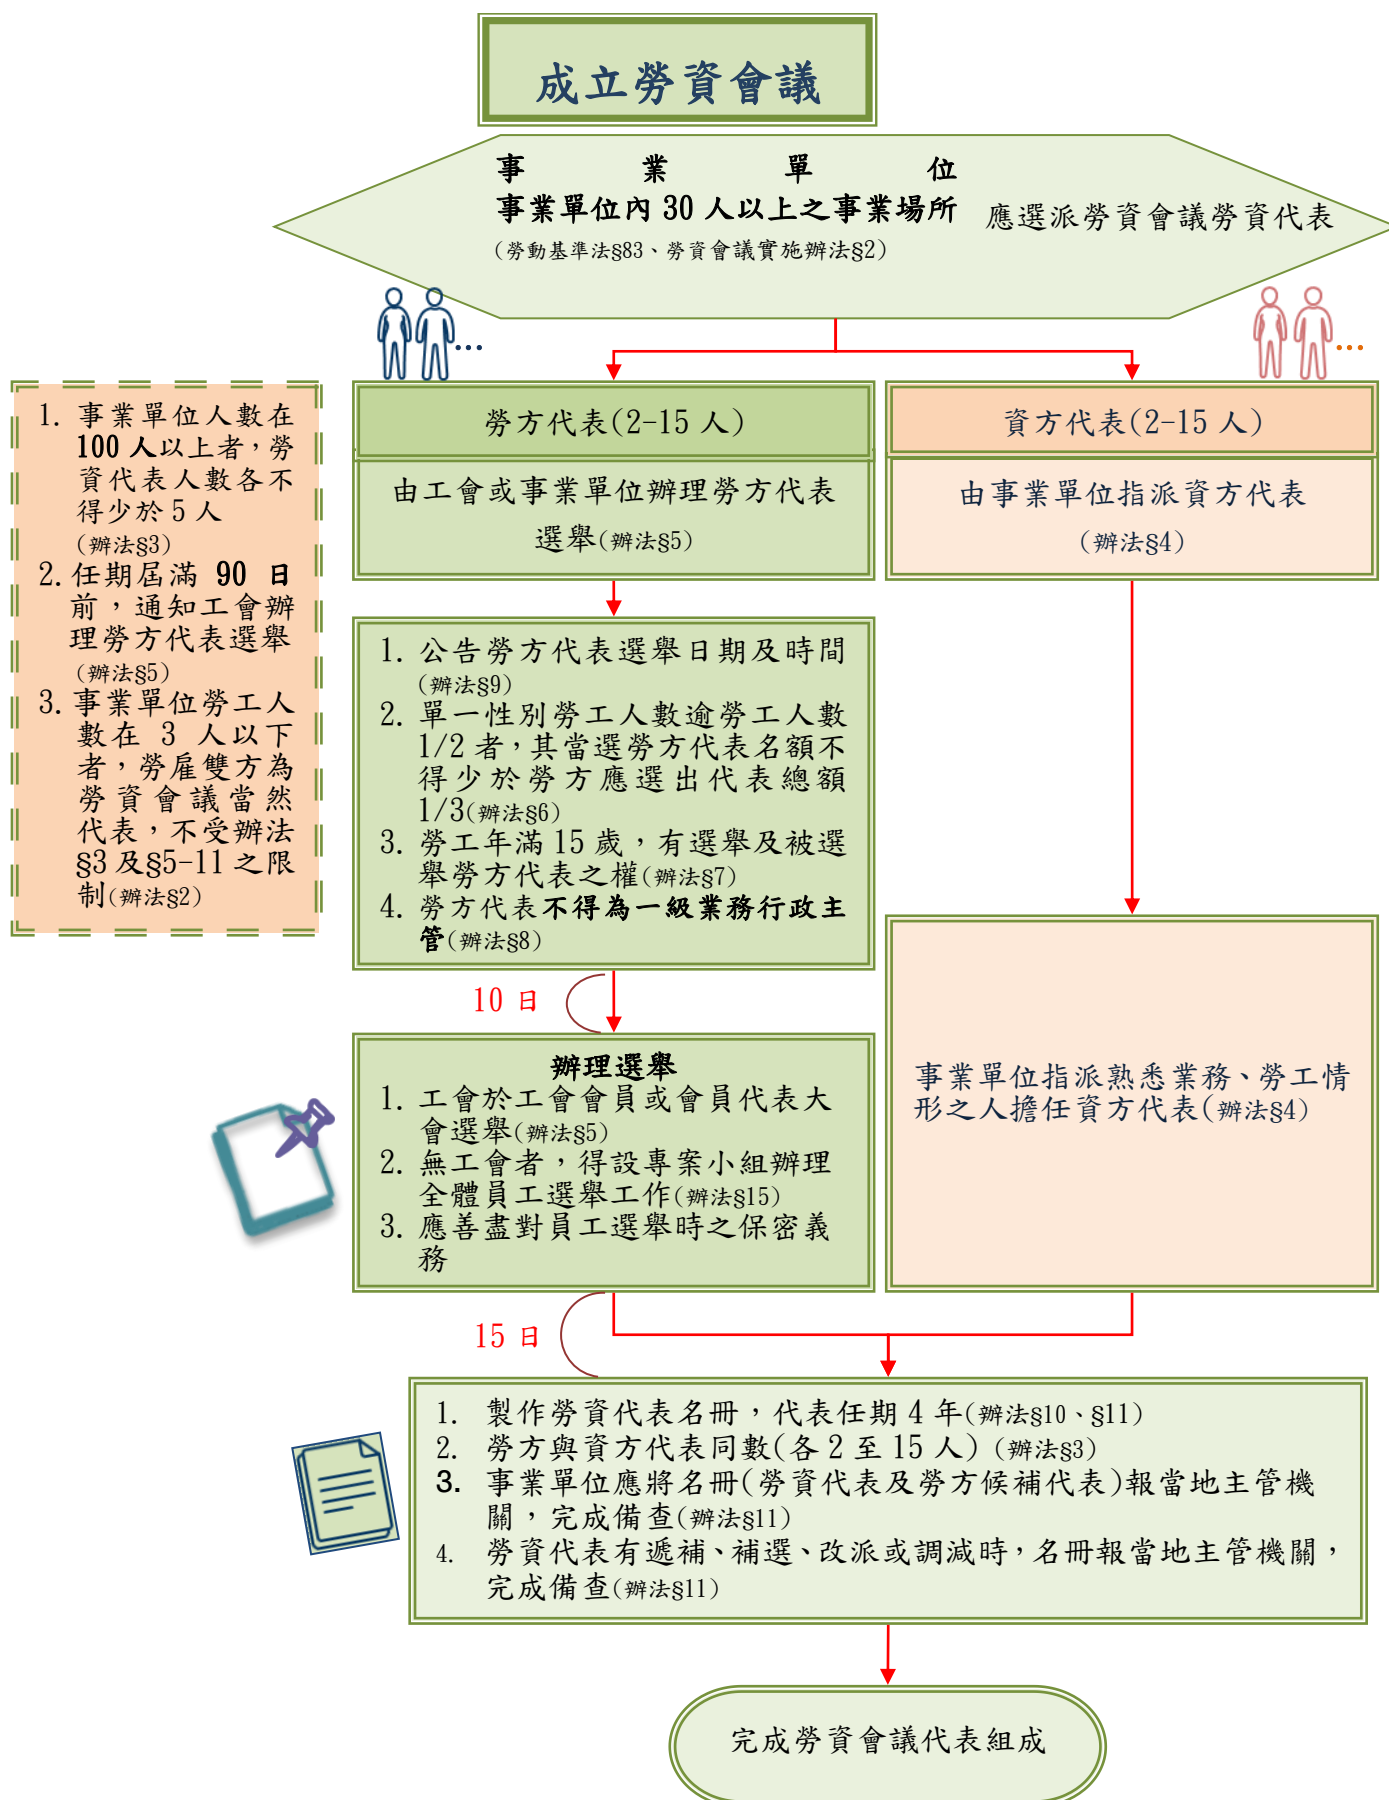 成立勞資會議
事業單位
事業單位內 30 人以上之事業場所
(勞動基準法§83、勞資會議實施辦法§2)
應選派勞資會議勞資代表
...
...
1. 事業單位人數在
100 人以上者，勞
資代表人數各不
得少於 5 人
(辦法§3)
2. 任期屆滿 90 日
前，通知工會辦
理勞方代表選舉
(辦法§5)
3. 事業單位勞工人
數在 3 人以下
者，勞雇雙方為
勞資會議當然
代表，不受辦法
§3 及§5-11 之限
制(辦法§2)
勞方代表(2-15 人)
由工會或事業單位辦理勞方代表
選舉(辦法§5)
資方代表(2-15 人)
由事業單位指派資方代表
(辦法§4)
1. 公告勞方代表選舉日期及時間
(辦法§9)
2. 單一性別勞工人數逾勞工人數
1/2 者，其當選勞方代表名額不
得少於勞方應選出代表總額
1/3(辦法§6)
3. 勞工年滿 15 歲，有選舉及被選
舉勞方代表之權(辦法§7)
4. 勞方代表不得為一級業務行政主
管(辦法§8)
10 日
辦理選舉
1. 工會於工會會員或會員代表大
會選舉(辦法§5)
2. 無工會者，得設專案小組辦理
全體員工選舉工作(辦法§15)
3. 應善盡對員工選舉時之保密義
務
事業單位指派熟悉業務、勞工情
形之人擔任資方代表(辦法§4)
15 日
1. 製作勞資代表名冊，代表任期 4 年(辦法§10、§11)
2. 勞方與資方代表同數(各 2 至 15 人) (辦法§3)
3. 事業單位應將名冊(勞資代表及勞方候補代表)報當地主管機
關，完成備查(辦法§11)
4. 勞資代表有遞補、補選、改派或調減時，名冊報當地主管機關，
完成備查(辦法§11)
完成勞資會議代表組成